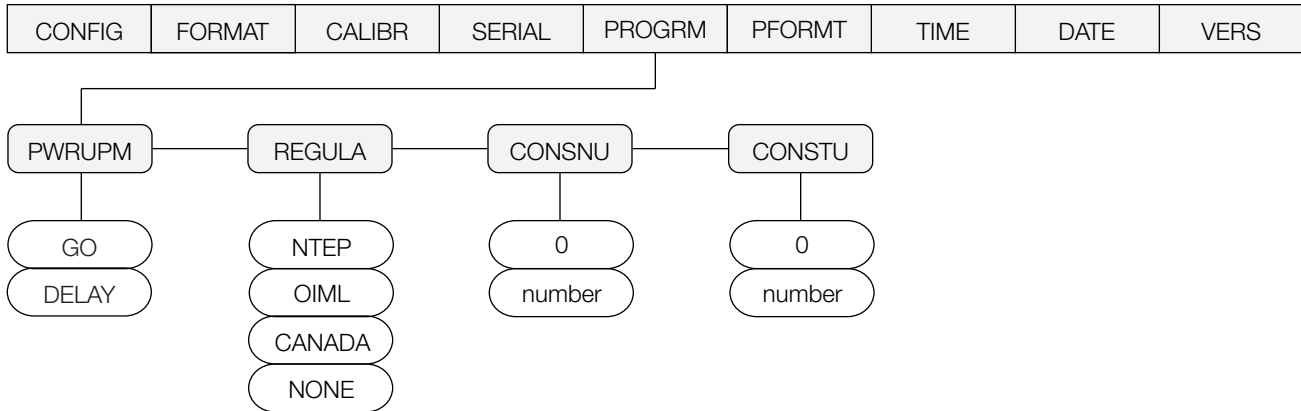 CONFIG FORMAT CALIBR SERIAL PROGRM PFORMT TIME DATE VERS
PWRUPM REGULA CONSNU CONSTU
GO NTEP 0 0
DELAY OIML number number
CANADA
NONE